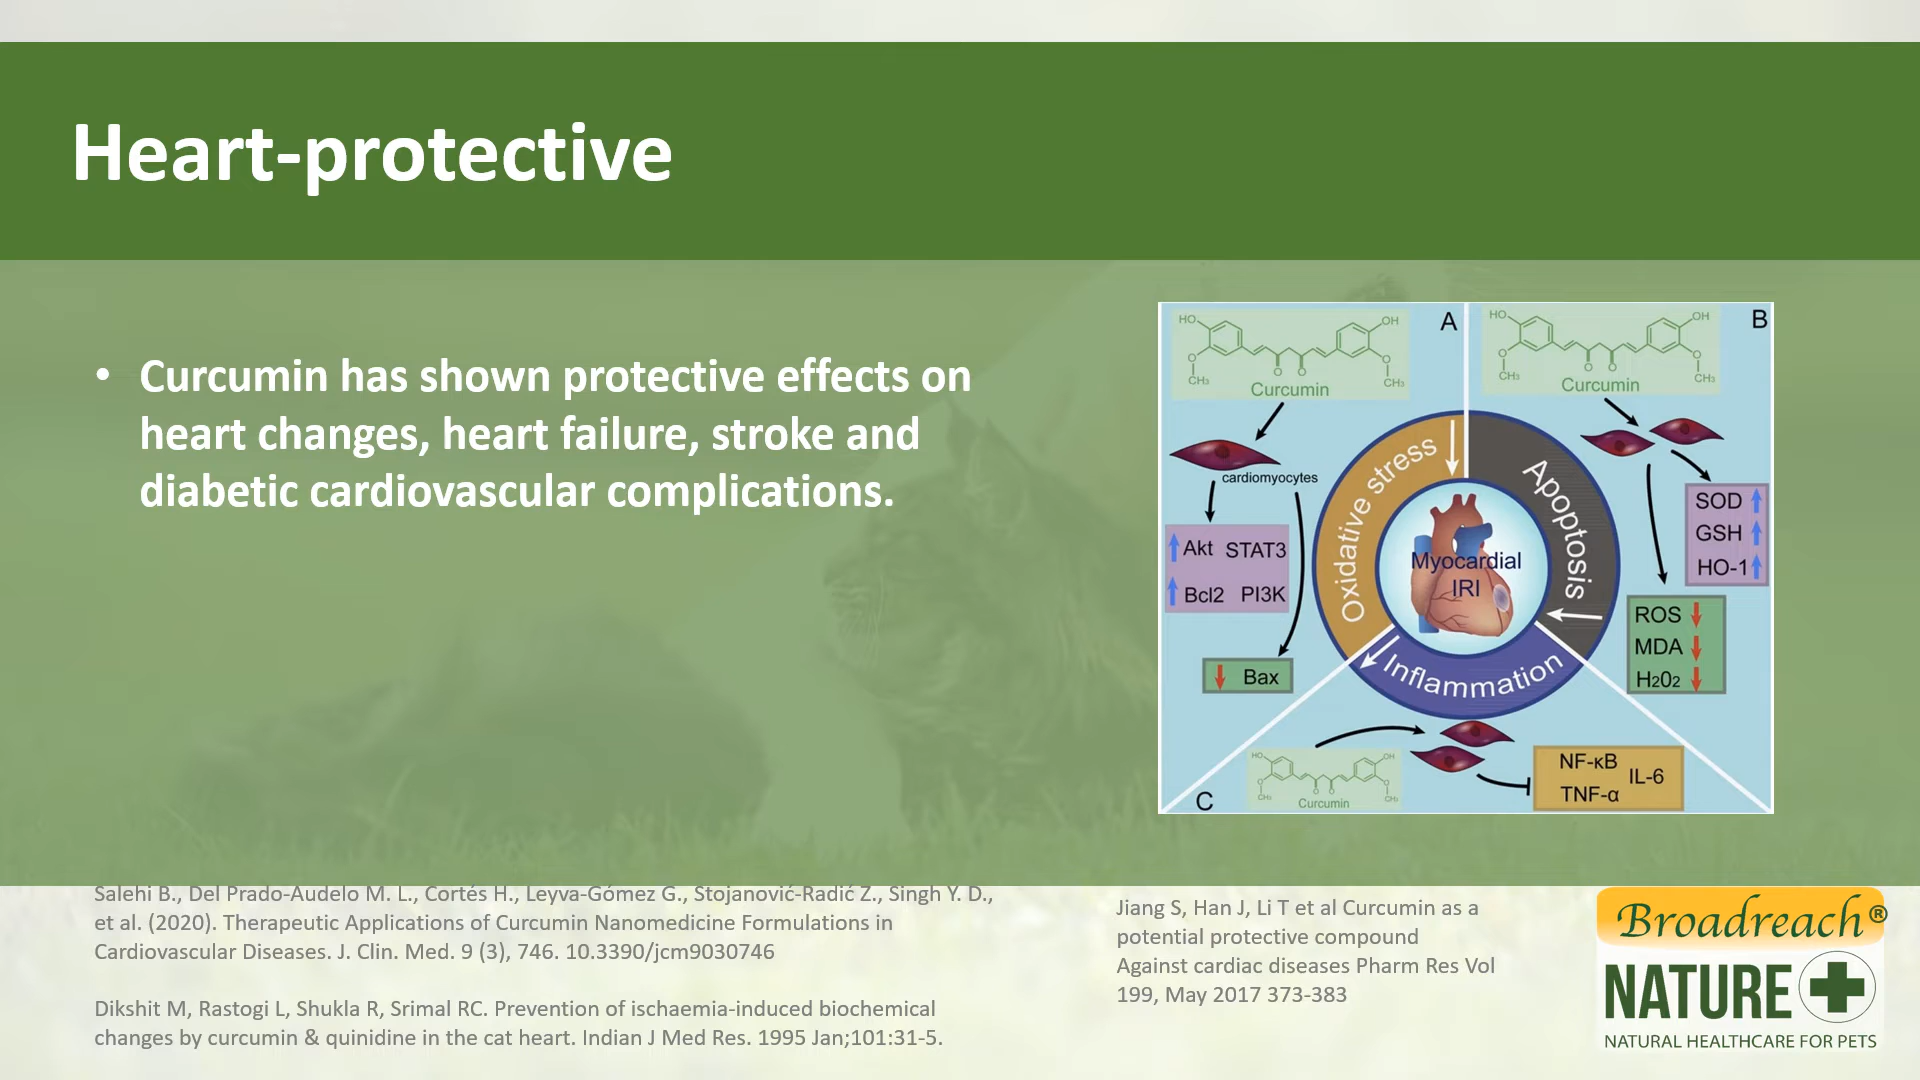 Heart-protective
• Curcumin has shown protective effects on
heart changes, heart failure, stroke and
diabetic cardiovascular complications.
A
HO
OH
O
O
O
O
CH₃
CH₃
Curcumin
cardiomyocytes
Akt STAT3
Bcl2 PI3K
Bax
B
HO
OH
O
O
O
O
CH₃
CH₃
Curcumin
SOD
GSH
HO-1
ROS
MDA
H₂O₂
Oxidative stress
Apoptosis
Inflammation
Myocardial
IRI
C
HO
OH
O
O
O
O
CH₃
CH₃
Curcumin
NF-κB
IL-6
TNF-α
Salehi B., Del Prado-Audelo M. L., Cortés H., Leyva-Gómez G., Stojanović-Radić Z., Singh Y. D.,
et al. (2020). Therapeutic Applications of Curcumin Nanomedicine Formulations in
Cardiovascular Diseases. J. Clin. Med. 9 (3), 746. 10.3390/jcm9030746
Dikshit M, Rastogi L, Shukla R, Srimal RC. Prevention of ischaemia-induced biochemical
changes by curcumin & quinidine in the cat heart. Indian J Med Res. 1995 Jan;101:31-5.
Jiang S, Han J, Li T et al Curcumin as a
potential protective compound
Against cardiac diseases Pharm Res Vol
199, May 2017 373-383
Broadreach®
NATURE
NATURAL HEALTHCARE FOR PETS